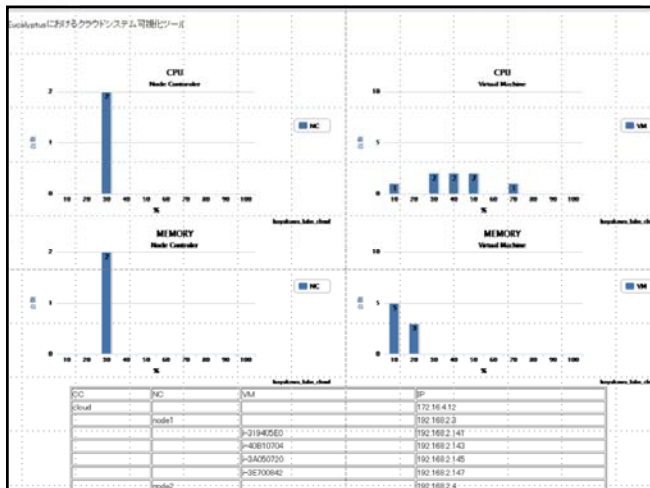 Eucalyptusにおけるクラウドシステム可視化ツール
CPU
Node Controler
2
1
0
2
NC
10 20 30 40 50 60 70 80 90 100
%
CPU
Virtual Machine
10
5
0
1 2 2 2 1
VM
10 20 30 40 50 60 70 80 90 100
%
MEMORY
Node Controler
2
1
0
2
NC
10 20 30 40 50 60 70 80 90 100
%
MEMORY
Virtual Machine
10
5
0
5 3
VM
10 20 30 40 50 60 70 80 90 100
%
CC NC VM IP
cloud 172.16.4.12
node1 192.168.2.3
i-319405E0 192.168.2.141
i-40B10704 192.168.2.143
i-3A050720 192.168.2.145
i-3E700842 192.168.2.147
node2 192.168.2.4